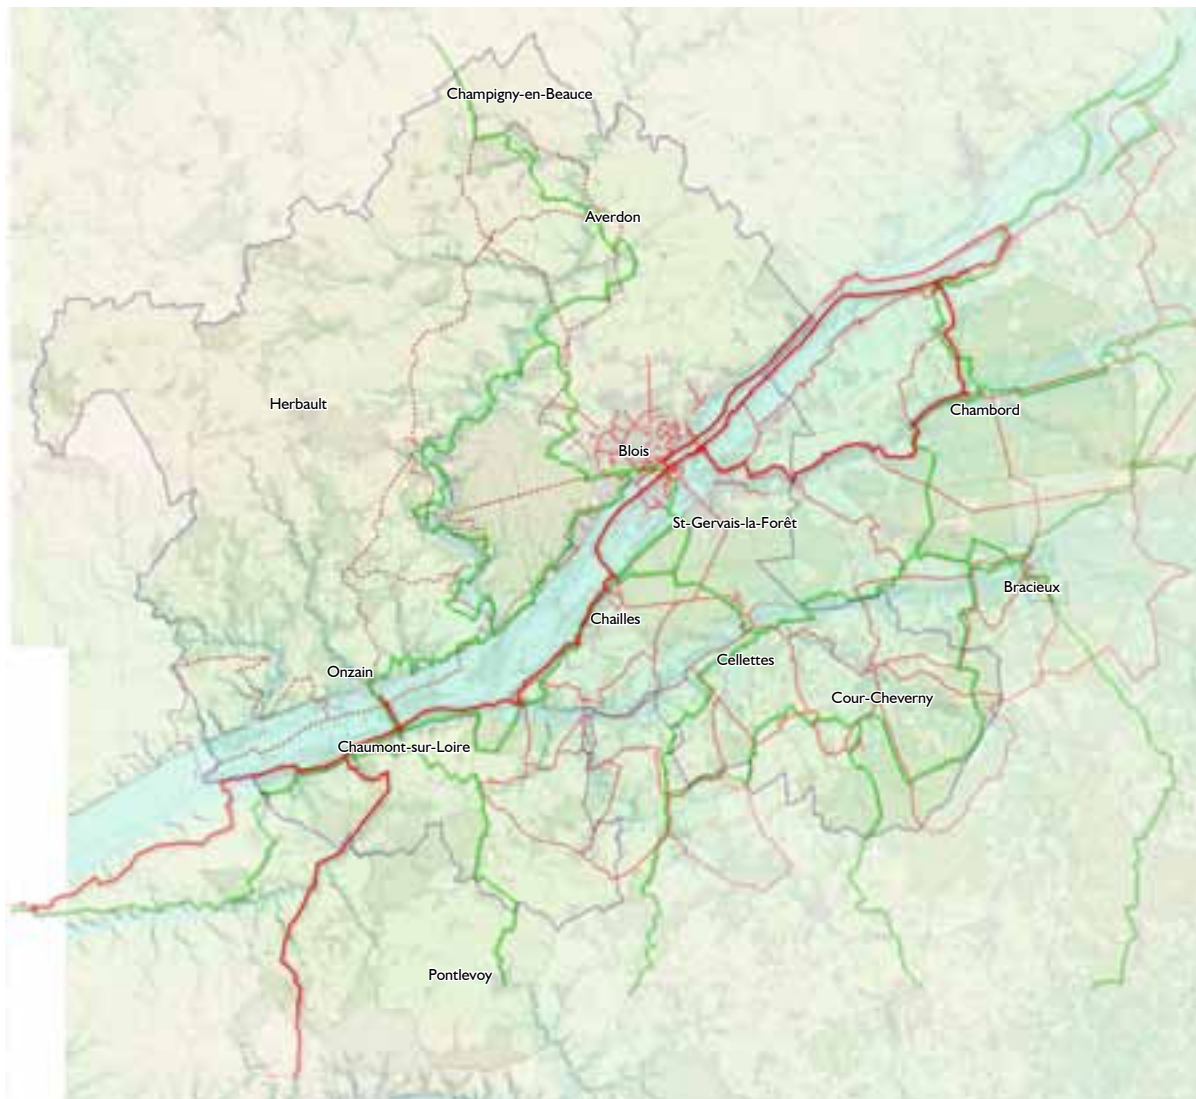 Champigny-en-Beauce
Averdon
Herbault
Chambord
Blois
St-Gervais-la-Forêt
Bracieux
Chailles
Cellettes
Onzain
Cour-Cheverny
Chaumont-sur-Loire
Pontlevoy